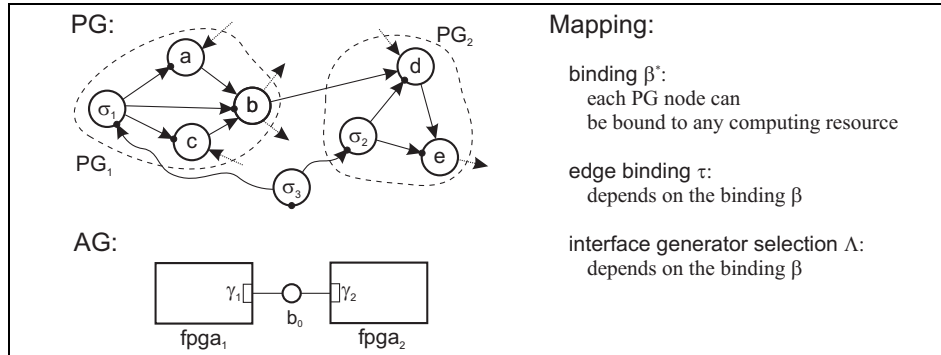 PG:
PG₂
a
d
σ₁
b
c
σ₂
e
PG₁
σ₃
AG:
γ₁
γ₂
b₀
fpga₁
fpga₂
Mapping:
binding β*:
each PG node can
be bound to any computing resource
edge binding τ:
depends on the binding β
interface generator selection Λ:
depends on the binding β